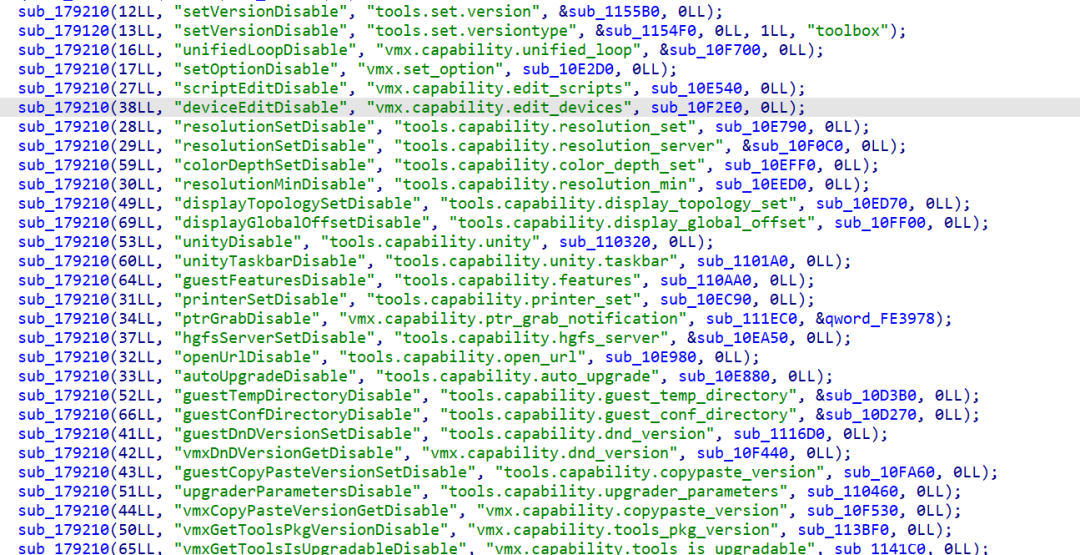 sub_179210(12LL, "setVersionDisable", "tools.set.version", &sub_1155B0, 0LL);
sub_179120(13LL, "setVersionDisable", "tools.set.versiontype", &sub_1154F0, 0LL, 1LL, "toolbox");
sub_179210(16LL, "unifiedLoopDisable", "vmx.capability.unified_loop", &sub_10F700, 0LL);
sub_179210(17LL, "setOptionDisable", "vmx.set_option", sub_10E2D0, 0LL);
sub_179210(27LL, "scriptEditDisable", "vmx.capability.edit_scripts", sub_10E540, 0LL);
sub_179210(38LL, "deviceEditDisable", "vmx.capability.edit_devices", sub_10F2E0, 0LL);
sub_179210(28LL, "resolutionSetDisable", "tools.capability.resolution_set", sub_10E790, 0LL);
sub_179210(29LL, "resolutionSetDisable", "tools.capability.resolution_server", &sub_10F0C0, 0LL);
sub_179210(59LL, "colorDepthSetDisable", "tools.capability.color_depth_set", sub_10EFF0, 0LL);
sub_179210(30LL, "resolutionMinDisable", "tools.capability.resolution_min", sub_10EED0, 0LL);
sub_179210(49LL, "displayTopologySetDisable", "tools.capability.display_topology_set", sub_10ED70, 0LL);
sub_179210(69LL, "displayGlobalOffsetDisable", "tools.capability.display_global_offset", sub_10FF00, 0LL);
sub_179210(53LL, "unityDisable", "tools.capability.unity", sub_110320, 0LL);
sub_179210(60LL, "unityTaskbarDisable", "tools.capability.unity.taskbar", sub_1101A0, 0LL);
sub_179210(64LL, "guestFeaturesDisable", "tools.capability.features", sub_110AA0, 0LL);
sub_179210(31LL, "printerSetDisable", "tools.capability.printer_set", sub_10EC90, 0LL);
sub_179210(34LL, "ptrGrabDisable", "vmx.capability.ptr_grab_notification", sub_111EC0, &qword_FE3978);
sub_179210(37LL, "hgfsServerSetDisable", "tools.capability.hgfs_server", &sub_10EA50, 0LL);
sub_179210(32LL, "openUrlDisable", "tools.capability.open_url", sub_10E980, 0LL);
sub_179210(33LL, "autoUpgradeDisable", "tools.capability.auto_upgrade", sub_10E880, 0LL);
sub_179210(52LL, "guestTempDirectoryDisable", "tools.capability.guest_temp_directory", &sub_10D3B0, 0LL);
sub_179210(66LL, "guestConfDirectoryDisable", "tools.capability.guest_conf_directory", &sub_10D270, 0LL);
sub_179210(41LL, "guestDnDVersionSetDisable", "tools.capability.dnd_version", sub_1116D0, 0LL);
sub_179210(42LL, "vmxDnDVersionGetDisable", "vmx.capability.dnd_version", sub_10F440, 0LL);
sub_179210(43LL, "guestCopyPasteVersionSetDisable", "tools.capability.copypaste_version", sub_10FA60, 0LL);
sub_179210(51LL, "upgraderParametersDisable", "tools.capability.upgrader_parameters", sub_110460, 0LL);
sub_179210(44LL, "vmxCopyPasteVersionGetDisable", "vmx.capability.copypaste_version", sub_10F530, 0LL);
sub_179210(50LL, "vmxGetToolsPkgVersionDisable", "vmx.capability.tools_pkg_version", sub_113BF0, 0LL);
sub_179210(65LL, "vmxGetToolsIsUpgradableDisable", "vmx.capability.tools_is_upgradable", sub_1141C0, 0LL);